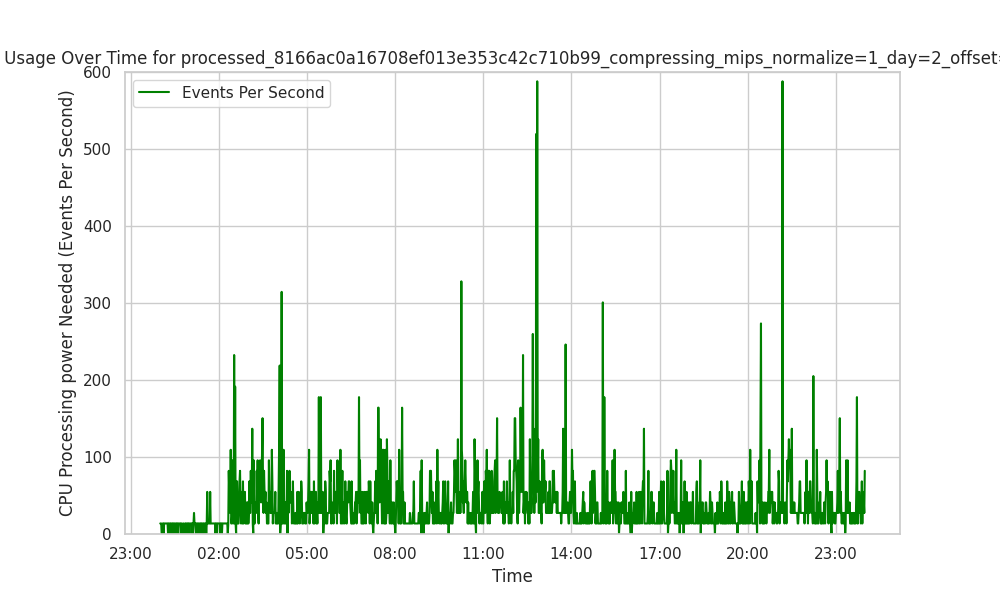 Usage Over Time for processed_8166ac0a16708ef013e353c42c710b99_compressing_mips_normalize=1_day=2_offset=
600
500
400
300
200
100
0
CPU Processing power Needed (Events Per Second)
Events Per Second
23:00 02:00 05:00 08:00 11:00 14:00 17:00 20:00 23:00
Time